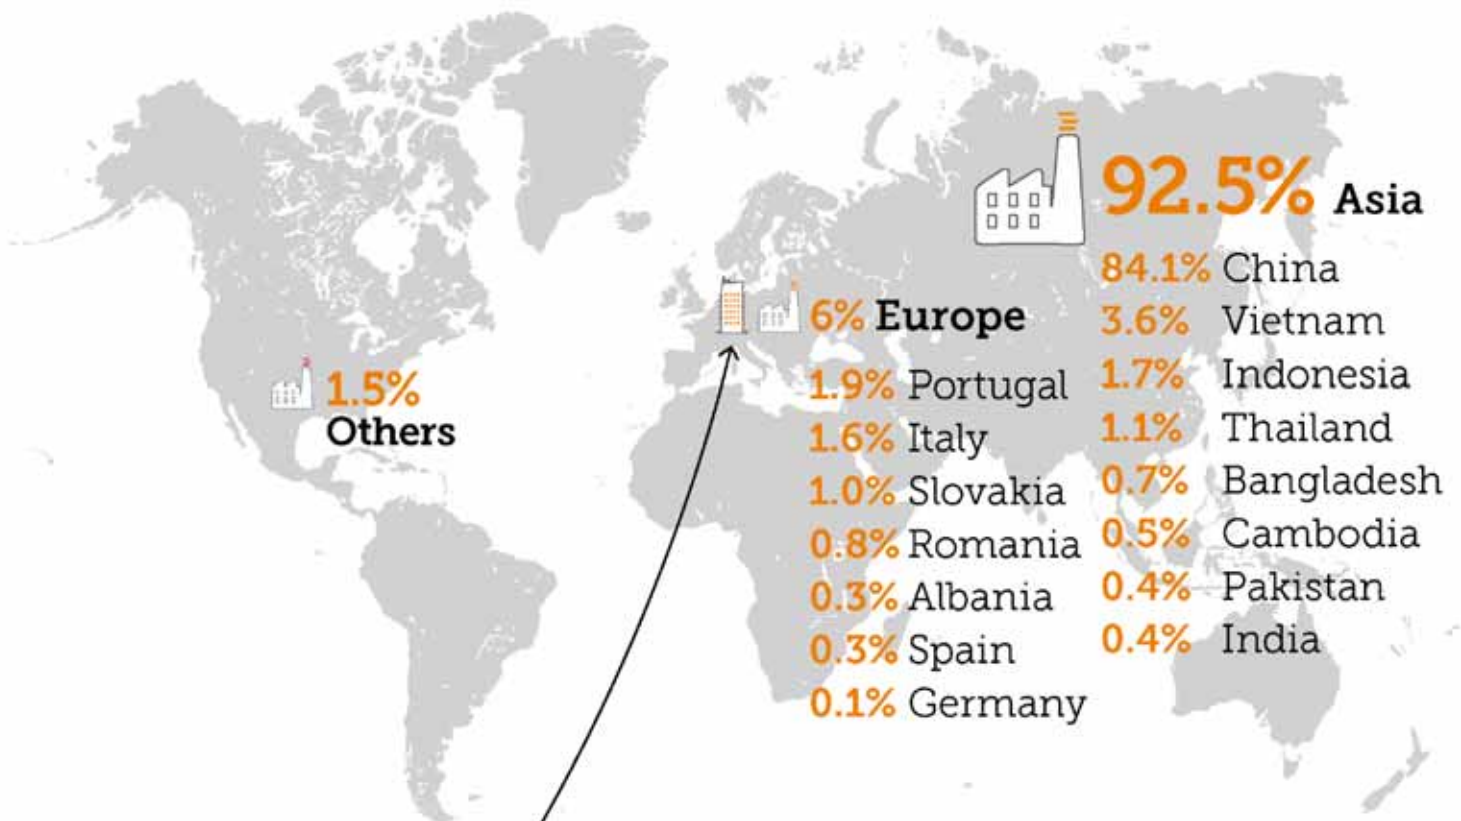 92.5% Asia
84.1% China
3.6% Vietnam
1.7% Indonesia
1.1% Thailand
0.7% Bangladesh
0.5% Cambodia
0.4% Pakistan
0.4% India
6% Europe
1.9% Portugal
1.6% Italy
1.0% Slovakia
0.8% Romania
0.3% Albania
0.3% Spain
0.1% Germany
1.5%
Others